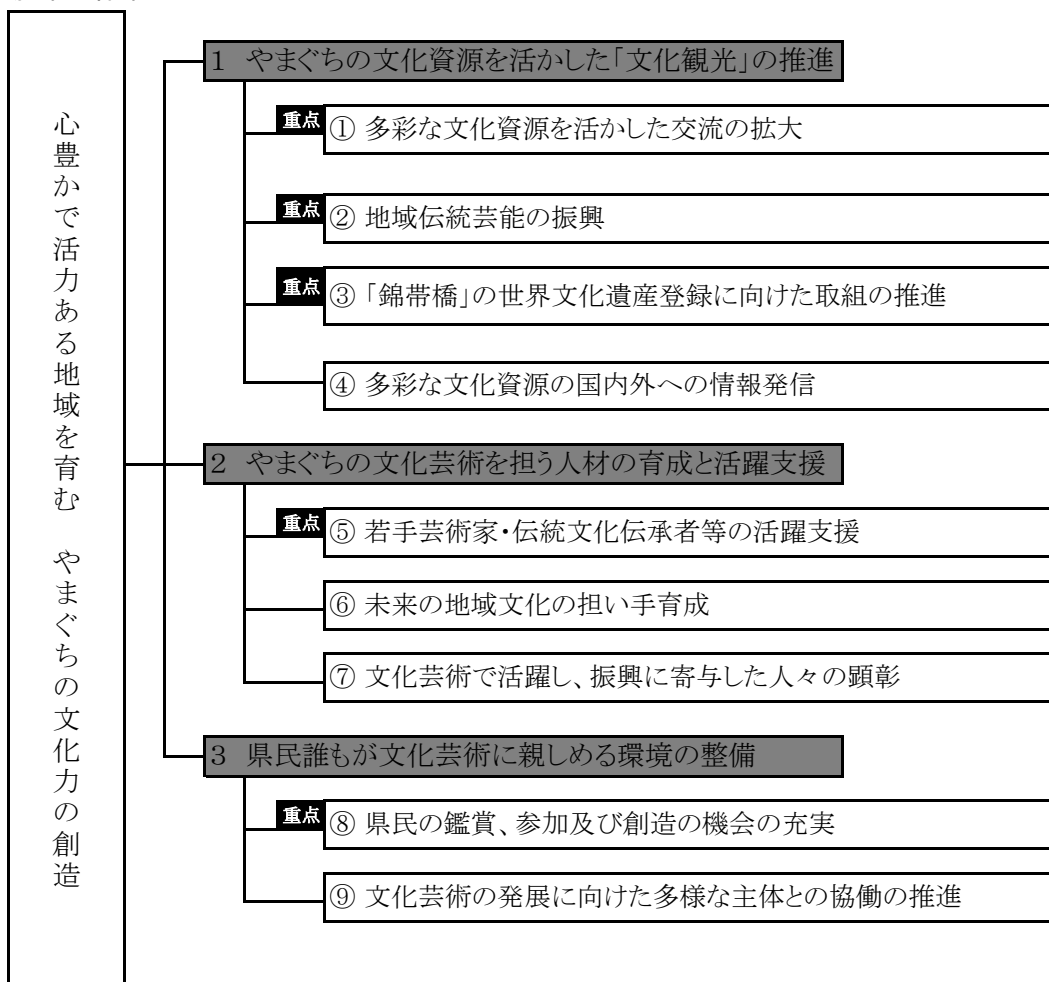 心豊かで活力ある地域を育む　やまぐちの文化力の創造
1　やまぐちの文化資源を活かした「文化観光」の推進
重点
① 多彩な文化資源を活かした交流の拡大
重点
② 地域伝統芸能の振興
重点
③ 「錦帯橋」の世界文化遺産登録に向けた取組の推進
④ 多彩な文化資源の国内外への情報発信
2　やまぐちの文化芸術を担う人材の育成と活躍支援
重点
⑤ 若手芸術家・伝統文化伝承者等の活躍支援
⑥ 未来の地域文化の担い手育成
⑦ 文化芸術で活躍し、振興に寄与した人々の顕彰
3　県民誰もが文化芸術に親しめる環境の整備
重点
⑧ 県民の鑑賞、参加及び創造の機会の充実
⑨ 文化芸術の発展に向けた多様な主体との協働の推進